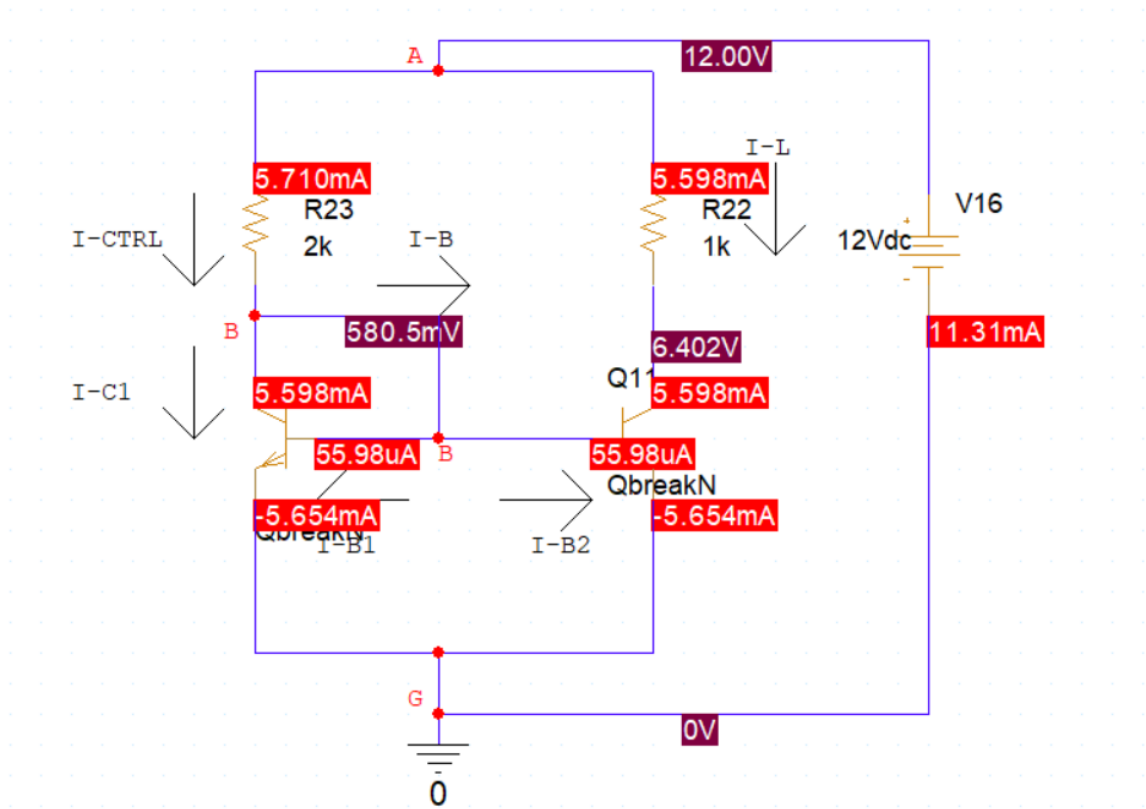 A
12.00V
I-L
5.710mA
5.598mA
R23
R22
V16
I-CTRL
2k
I-B
1k
12Vdc
+
-
B
580.5mV
6.402V
11.31mA
Q11
I-C1
5.598mA
5.598mA
55.98uA
B
55.98uA
QbreakN
-5.654mA
-5.654mA
QbreakN
I-B1
I-B2
G
0V
0